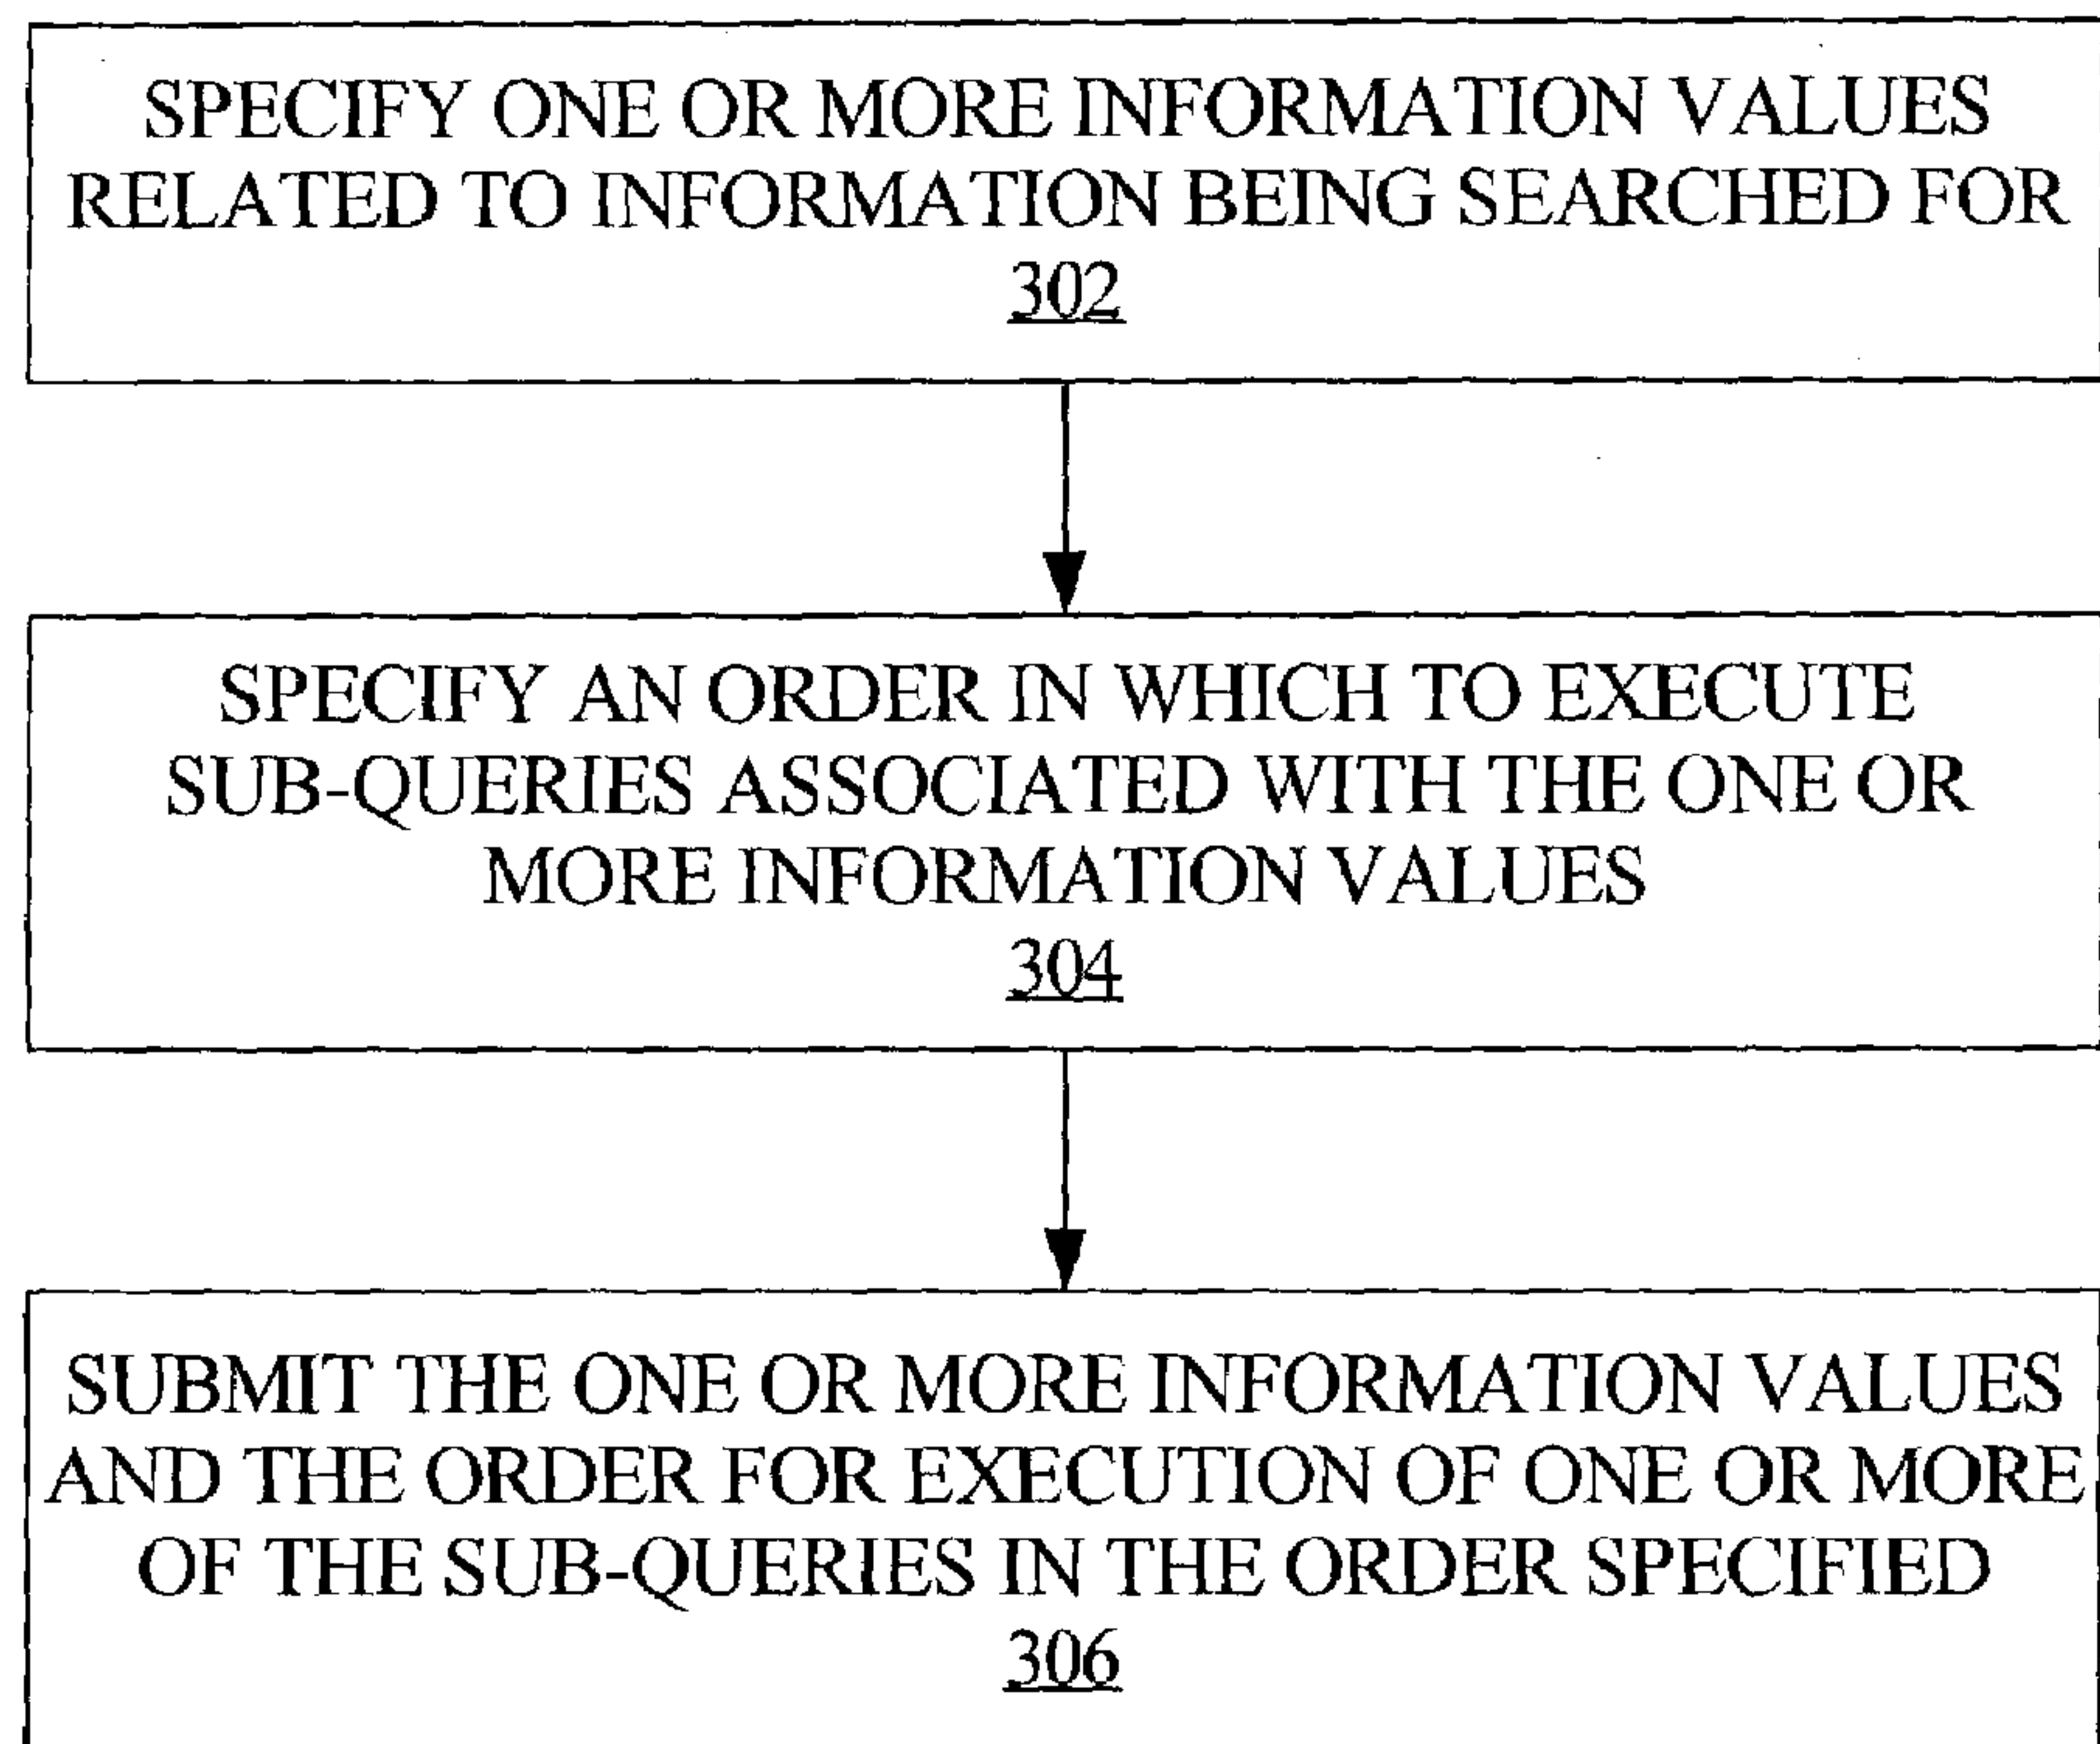 SPECIFY ONE OR MORE INFORMATION VALUES
RELATED TO INFORMATION BEING SEARCHED FOR
302
SPECIFY AN ORDER IN WHICH TO EXECUTE
SUB-QUERIES ASSOCIATED WITH THE ONE OR
MORE INFORMATION VALUES
304
SUBMIT THE ONE OR MORE INFORMATION VALUES
AND THE ORDER FOR EXECUTION OF ONE OR MORE
OF THE SUB-QUERIES IN THE ORDER SPECIFIED
306